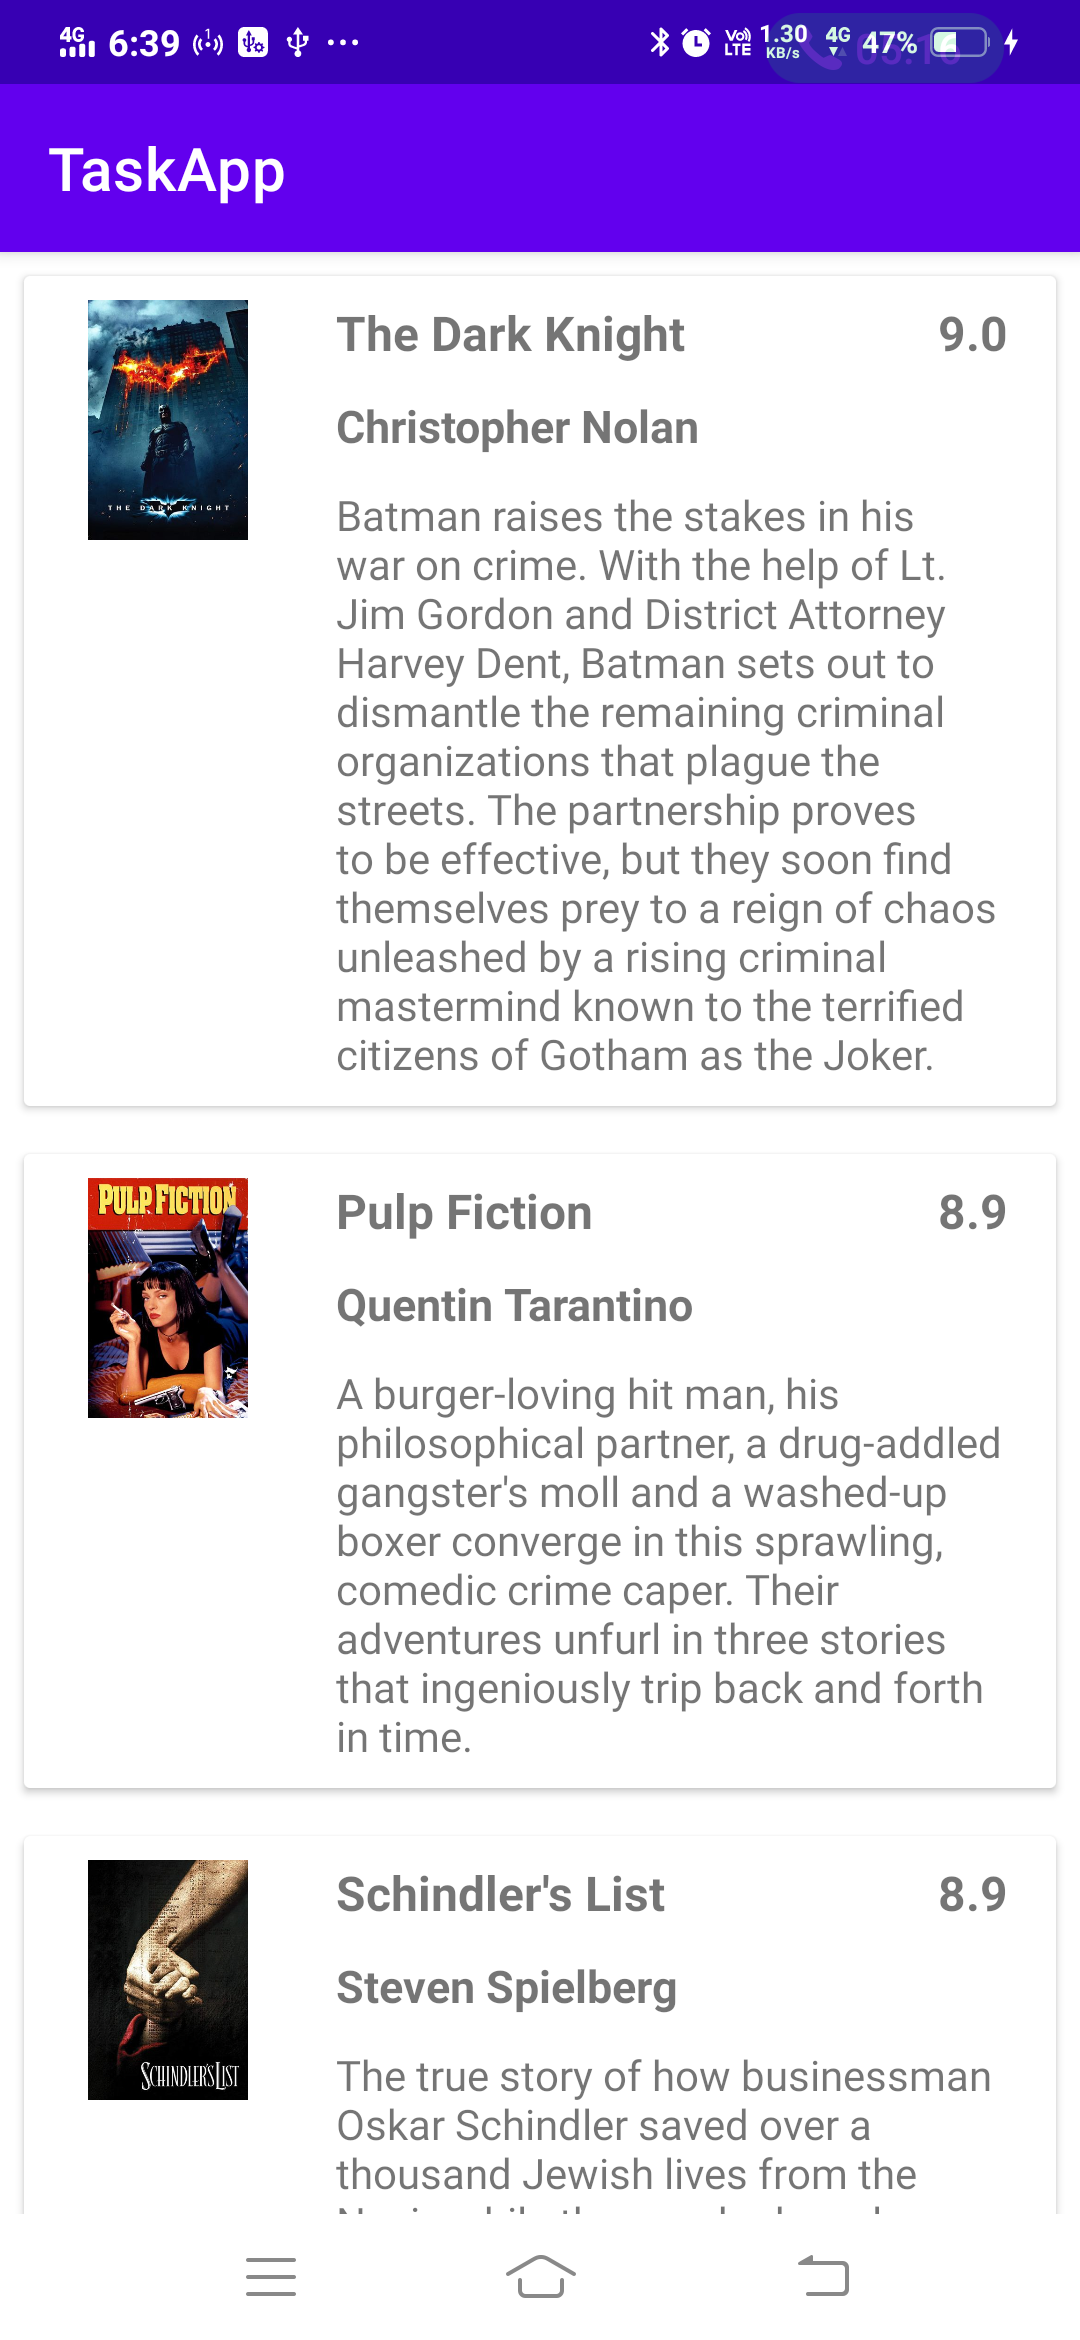 4G 6:39 VoLTE 1.30 KB/s 4G 47%
TaskApp
The Dark Knight 9.0
THE DARK KNIGHT
Christopher Nolan
Batman raises the stakes in his
war on crime. With the help of Lt.
Jim Gordon and District Attorney
Harvey Dent, Batman sets out to
dismantle the remaining criminal
organizations that plague the
streets. The partnership proves
to be effective, but they soon find
themselves prey to a reign of chaos
unleashed by a rising criminal
mastermind known to the terrified
citizens of Gotham as the Joker.
PULP FICTION
Pulp Fiction 8.9
Quentin Tarantino
A burger-loving hit man, his
philosophical partner, a drug-addled
gangster's moll and a washed-up
boxer converge in this sprawling,
comedic crime caper. Their
adventures unfurl in three stories
that ingeniously trip back and forth
in time.
Schindler's List 8.9
Steven Spielberg
SCHINDLER'S LIST
The true story of how businessman
Oskar Schindler saved over a
thousand Jewish lives from the